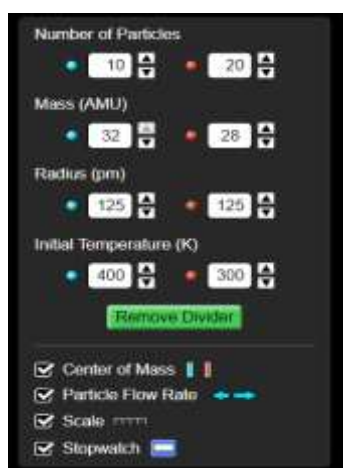 Number of Particles
10 20
Mass (AMU)
32 28
Radius (pm)
125 125
Initial Temperature (K)
400 300
Remove Divider
Center of Mass
Particle Flow Rate
Scale
Stopwatch